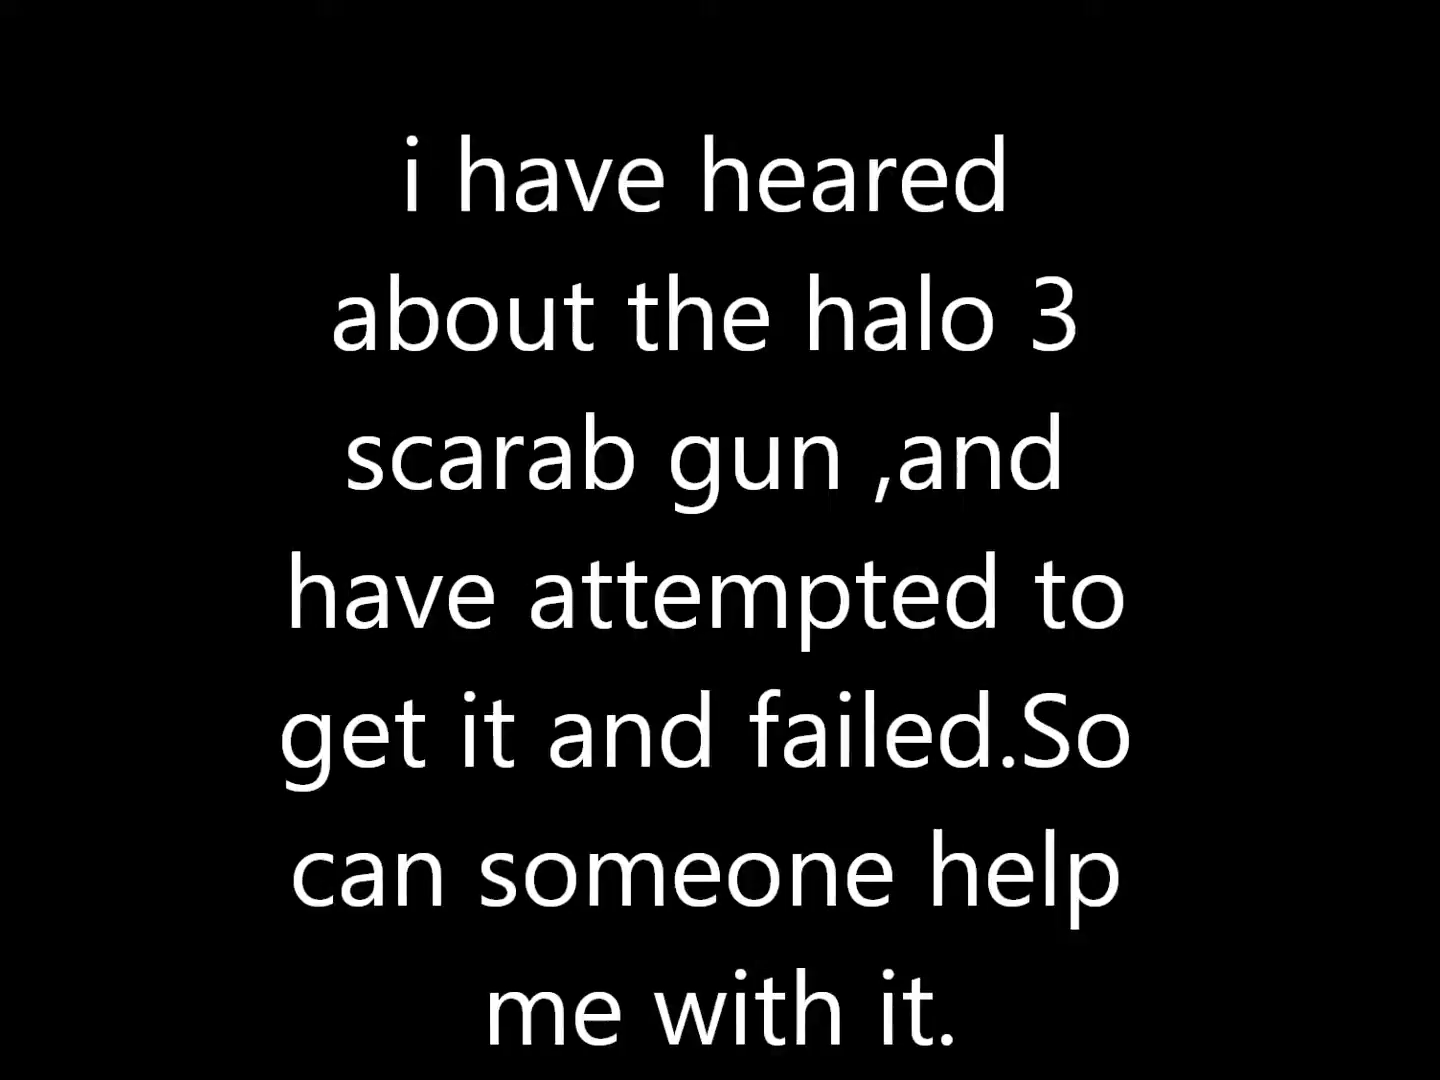 i have heared
about the halo 3
scarab gun ,and
have attempted to
get it and failed.So
can someone help
me with it.